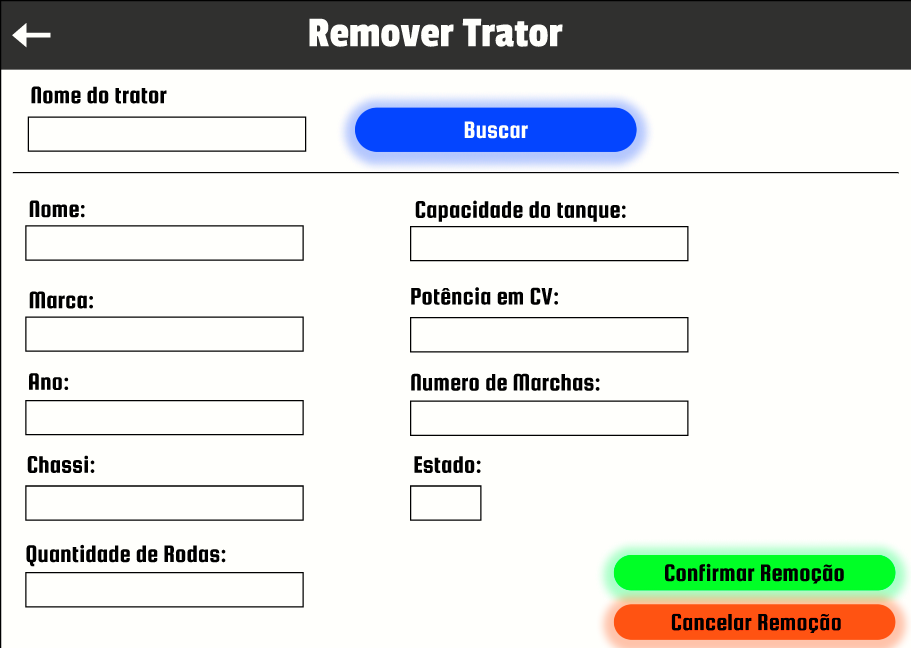 Remover Trator
Nome do trator
Buscar
Nome:
Capacidade do tanque:
Marca:
Potência em CV:
Ano:
Numero de Marchas:
Chassi:
Estado:
Quantidade de Rodas:
Confirmar Remoção
Cancelar Remoção